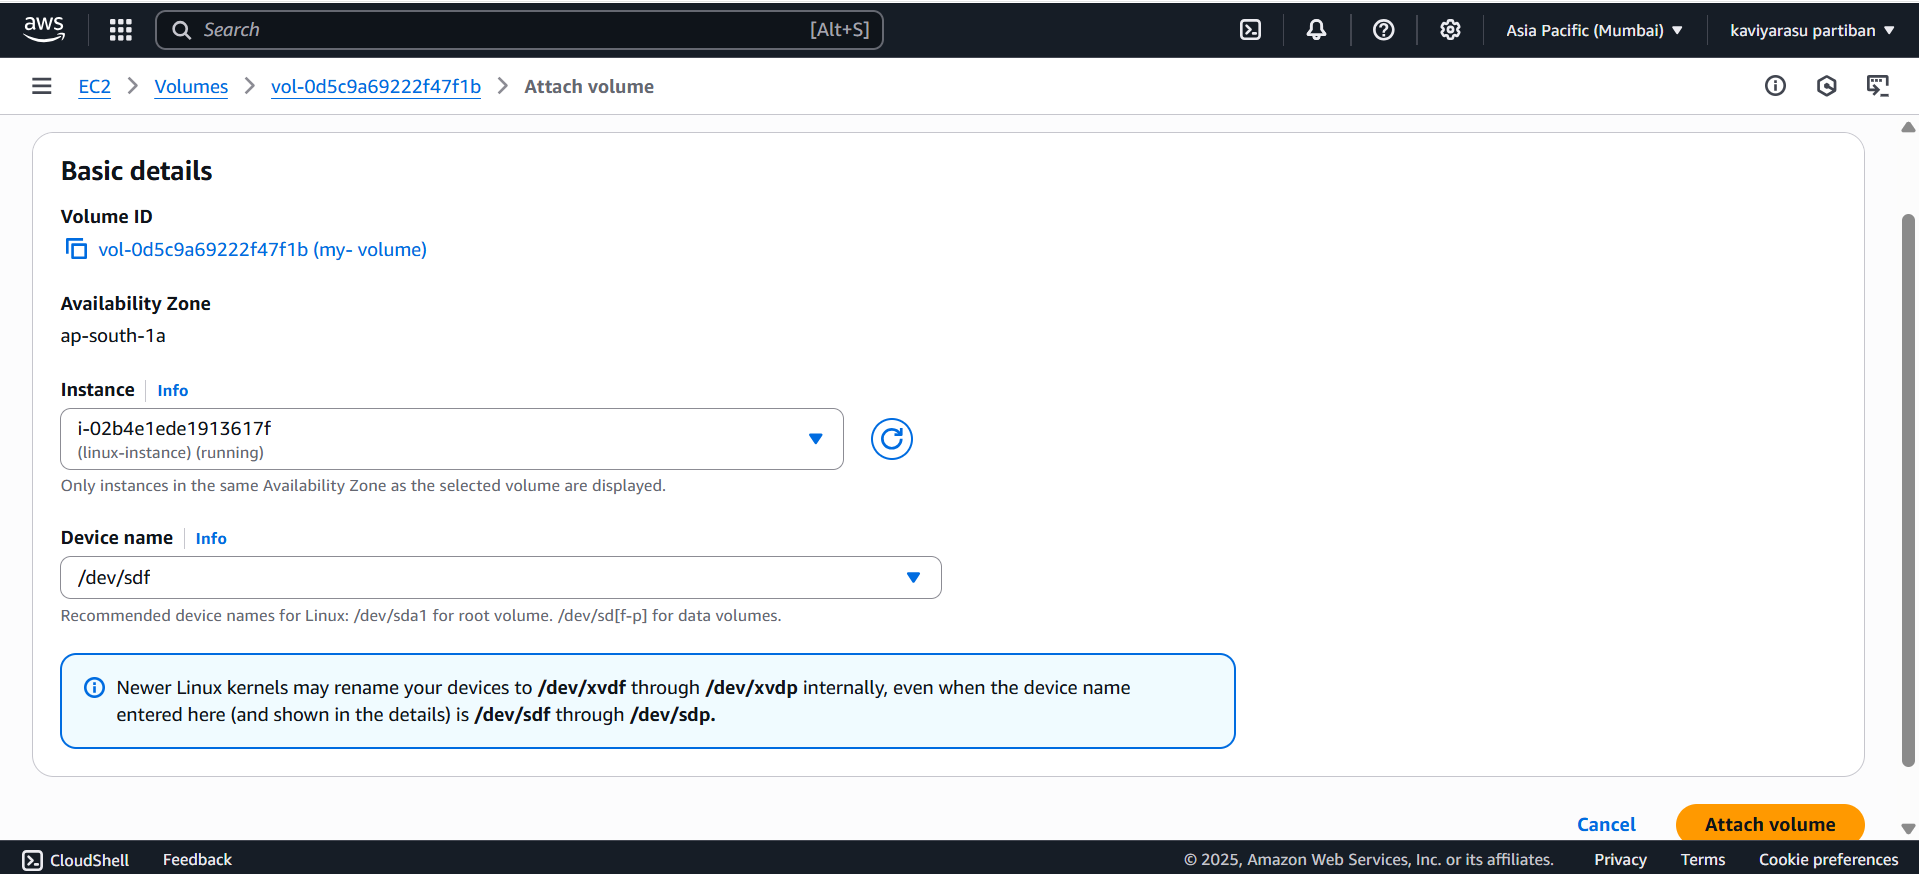 aws
Search [Alt+S]
Asia Pacific (Mumbai)
kaviyarasu partiban
EC2 > Volumes > vol-0d5c9a69222f47f1b > Attach volume
Basic details
Volume ID
vol-0d5c9a69222f47f1b (my- volume)
Availability Zone
ap-south-1a
Instance Info
i-02b4e1ede1913617f
(linux-instance) (running)
Only instances in the same Availability Zone as the selected volume are displayed.
Device name Info
/dev/sdf
Recommended device names for Linux: /dev/sda1 for root volume. /dev/sd[f-p] for data volumes.
Newer Linux kernels may rename your devices to /dev/xvdf through /dev/xvdp internally, even when the device name
entered here (and shown in the details) is /dev/sdf through /dev/sdp.
Cancel
Attach volume
CloudShell
Feedback
© 2025, Amazon Web Services, Inc. or its affiliates.
Privacy
Terms
Cookie preferences